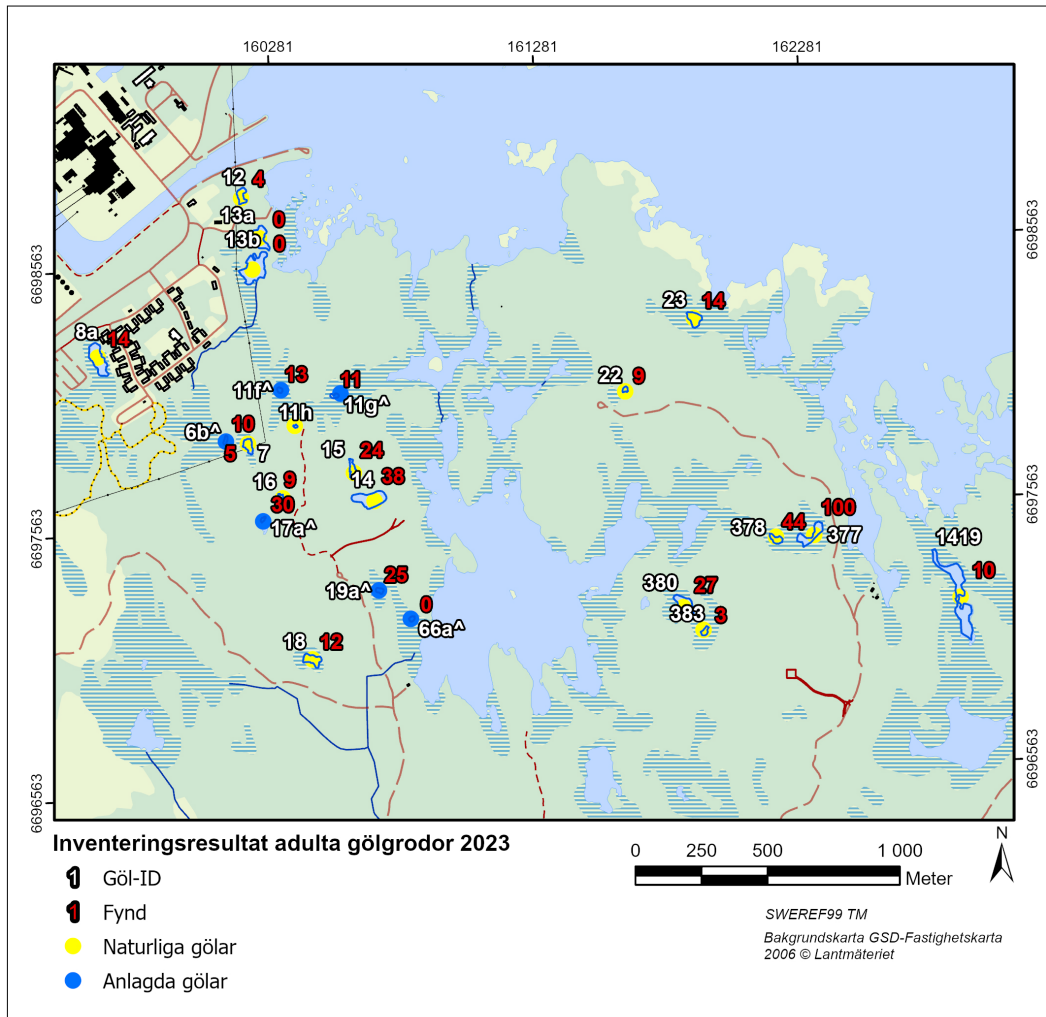 160281 161281 162281
6698563
6697563
6696563
6698563
6697563
6696563
12 4
13a 0
13b 0
23 14
8a 14
22 9
13
11f^
11
11g^
11h
6b^ 10
5 7
15 24
14 38
16 9
30
17a^
100
378 44 377
1419
10
25
19a^
380 27
383 3
0
66a^
18 12
Inventeringsresultat adulta gölgrodor 2023
1 Göl-ID
1 Fynd
Naturliga gölar
Anlagda gölar
0 250 500 1 000
Meter
N
SWEREF99 TM
Bakgrundskarta GSD-Fastighetskarta
2006 © Lantmäteriet